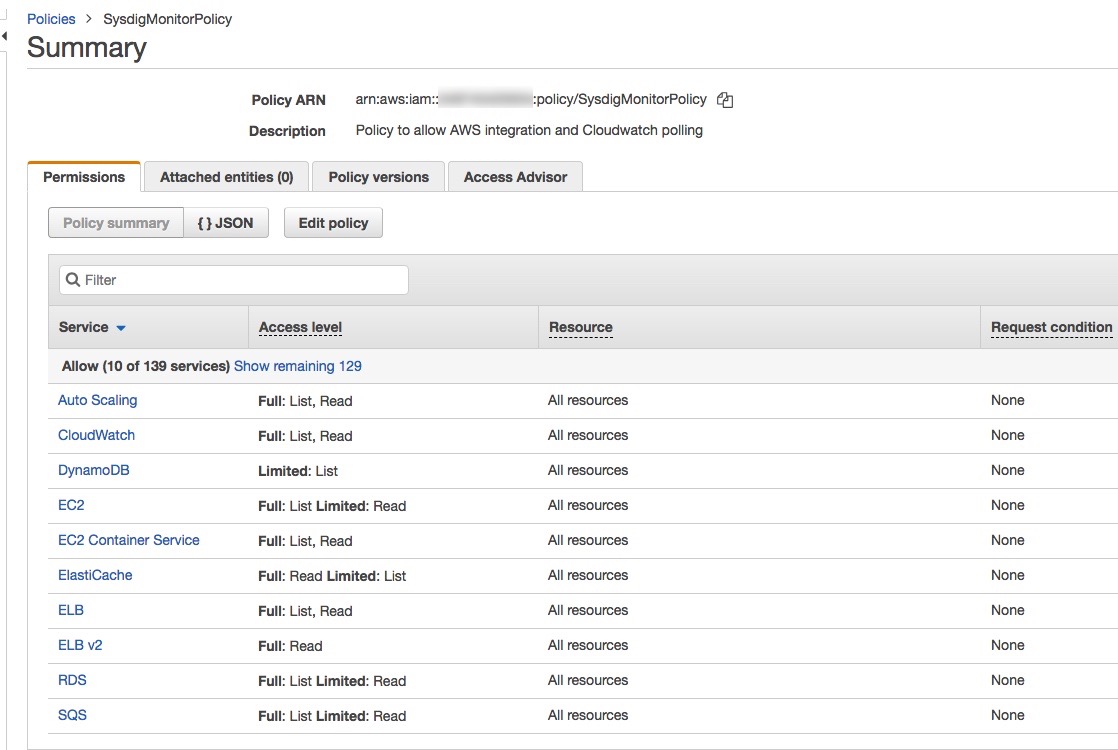 Policies > SysdigMonitorPolicy
Summary
Policy ARN arn:aws:iam:: :policy/SysdigMonitorPolicy
Description Policy to allow AWS integration and Cloudwatch polling
Permissions Attached entities (0) Policy versions Access Advisor
Policy summary { } JSON Edit policy
Filter
Service Access level Resource Request condition
Allow (10 of 139 services) Show remaining 129
Auto Scaling Full: List, Read All resources None
CloudWatch Full: List, Read All resources None
DynamoDB Limited: List All resources None
EC2 Full: List Limited: Read All resources None
EC2 Container Service Full: List, Read All resources None
ElastiCache Full: Read Limited: List All resources None
ELB Full: List, Read All resources None
ELB v2 Full: Read All resources None
RDS Full: List Limited: Read All resources None
SQS Full: List Limited: Read All resources None